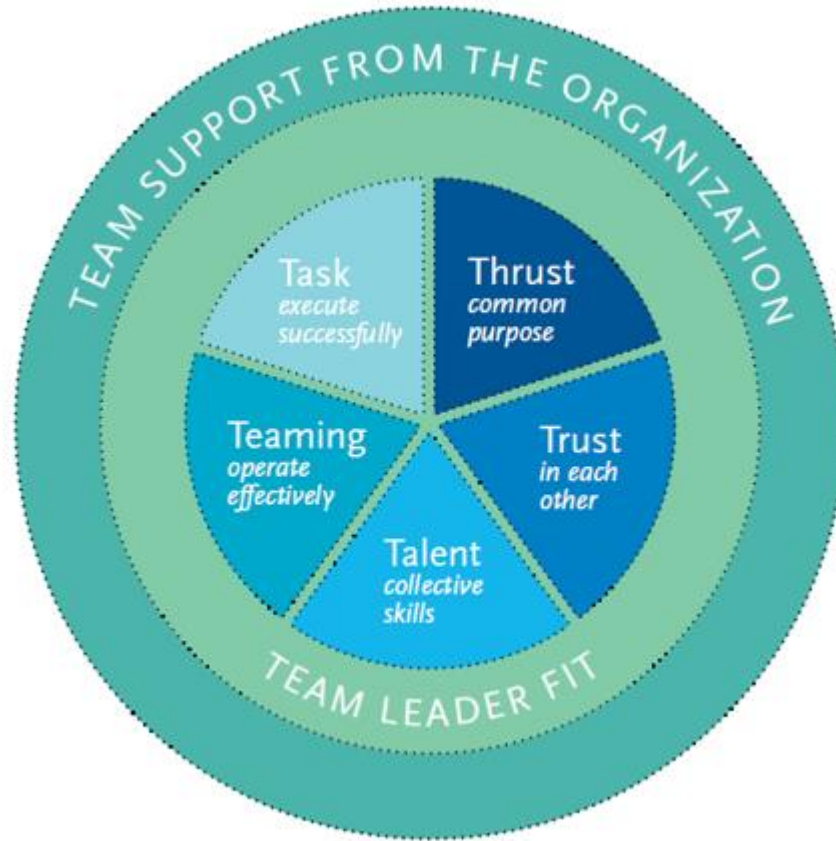 TEAM SUPPORT FROM THE ORGANIZATION
Task
execute
successfully
Thrust
common
purpose
Teaming
operate
effectively
Trust
in each
other
Talent
collective
skills
TEAM LEADER FIT